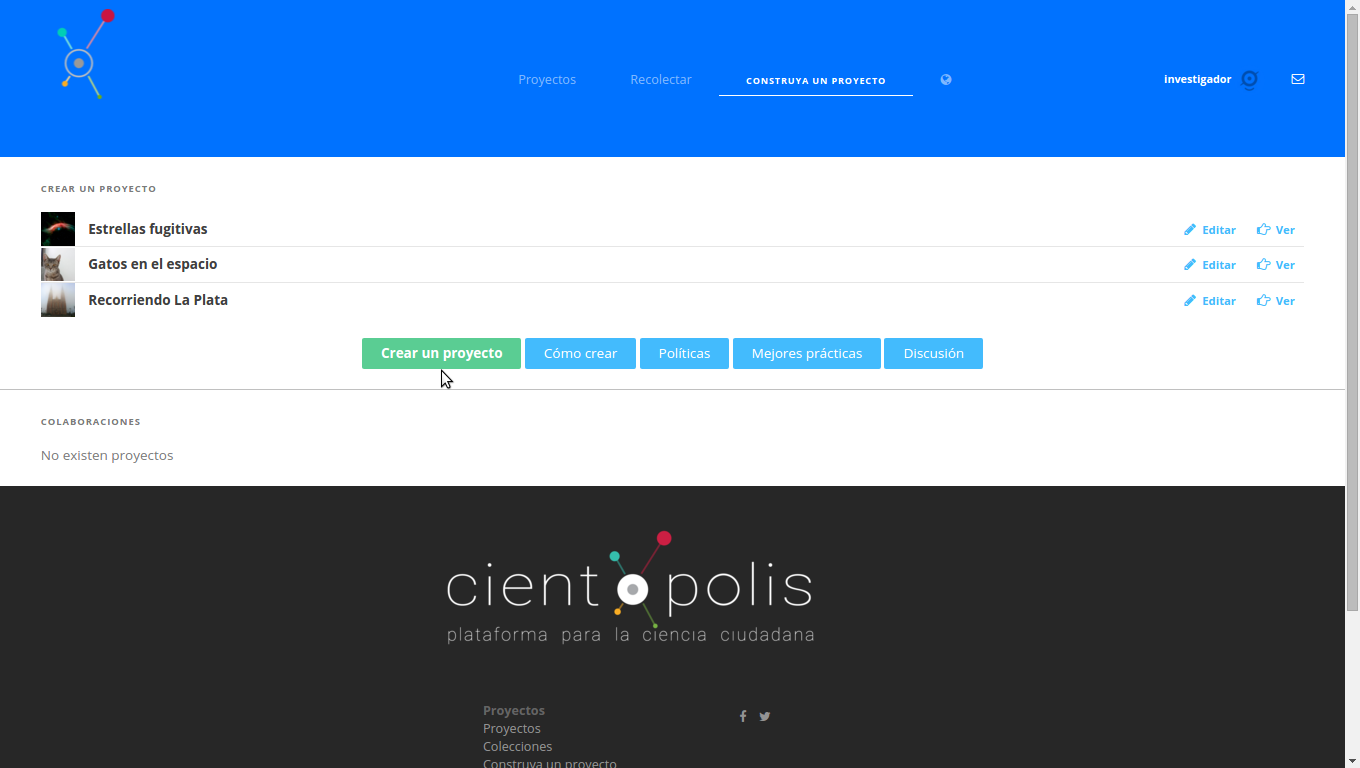 Proyectos Recolectar CONSTRUYA UN PROYECTO investigador
CREAR UN PROYECTO
Estrellas fugitivas Editar Ver
Gatos en el espacio Editar Ver
Recorriendo La Plata Editar Ver
Crear un proyecto Cómo crear Políticas Mejores prácticas Discusión
COLABORACIONES
No existen proyectos
cientopolis
plataforma para la ciencia ciudadana
Proyectos
Proyectos
Colecciones
Construya un proyecto